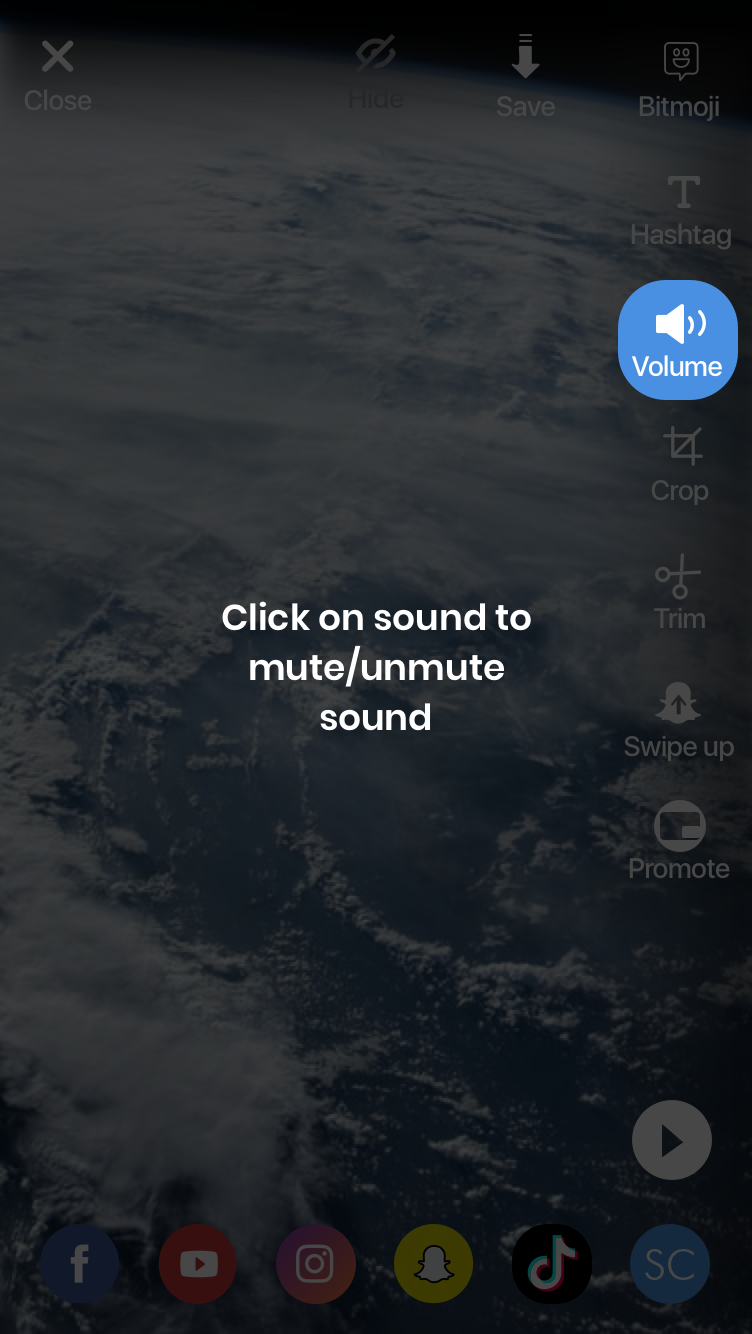 Close
Hide
Save
Bitmoji
Hashtag
Volume
Crop
Click on sound to
mute/unmute
sound
Trim
Swipe up
Promote
SC